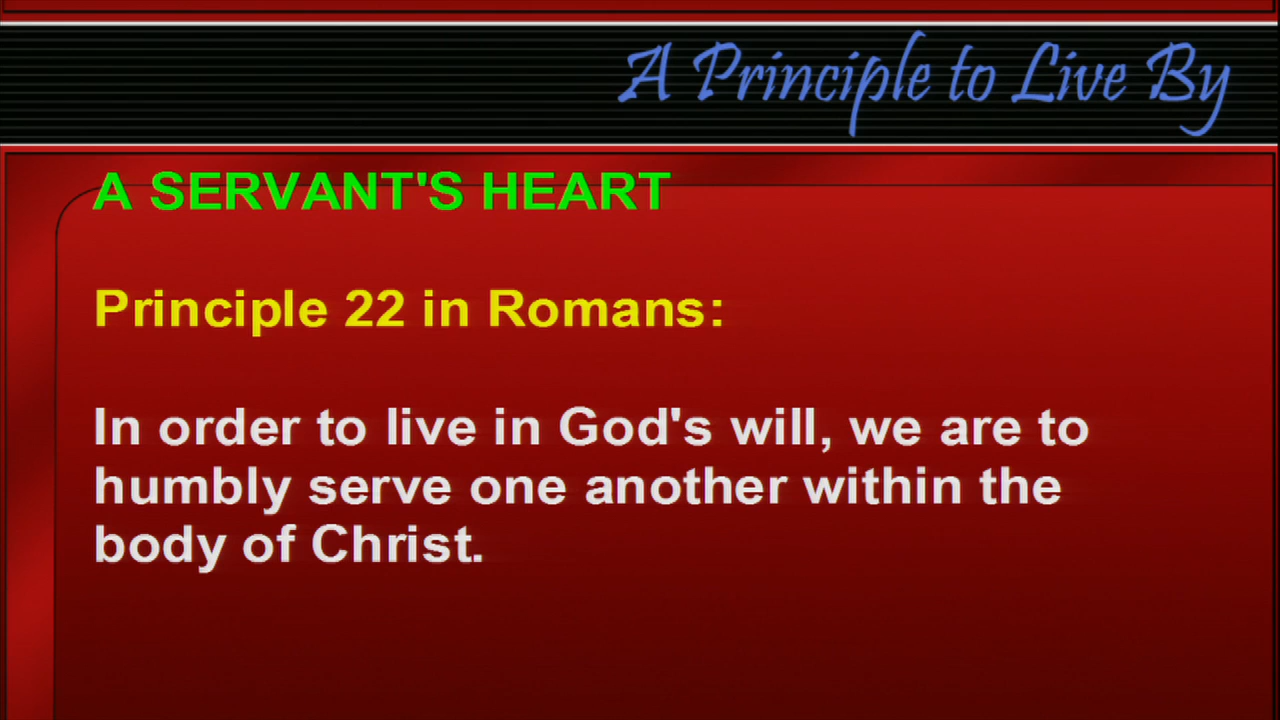 A Principle to Live By
A SERVANT'S HEART
Principle 22 in Romans:
In order to live in God's will, we are to
humbly serve one another within the
body of Christ.